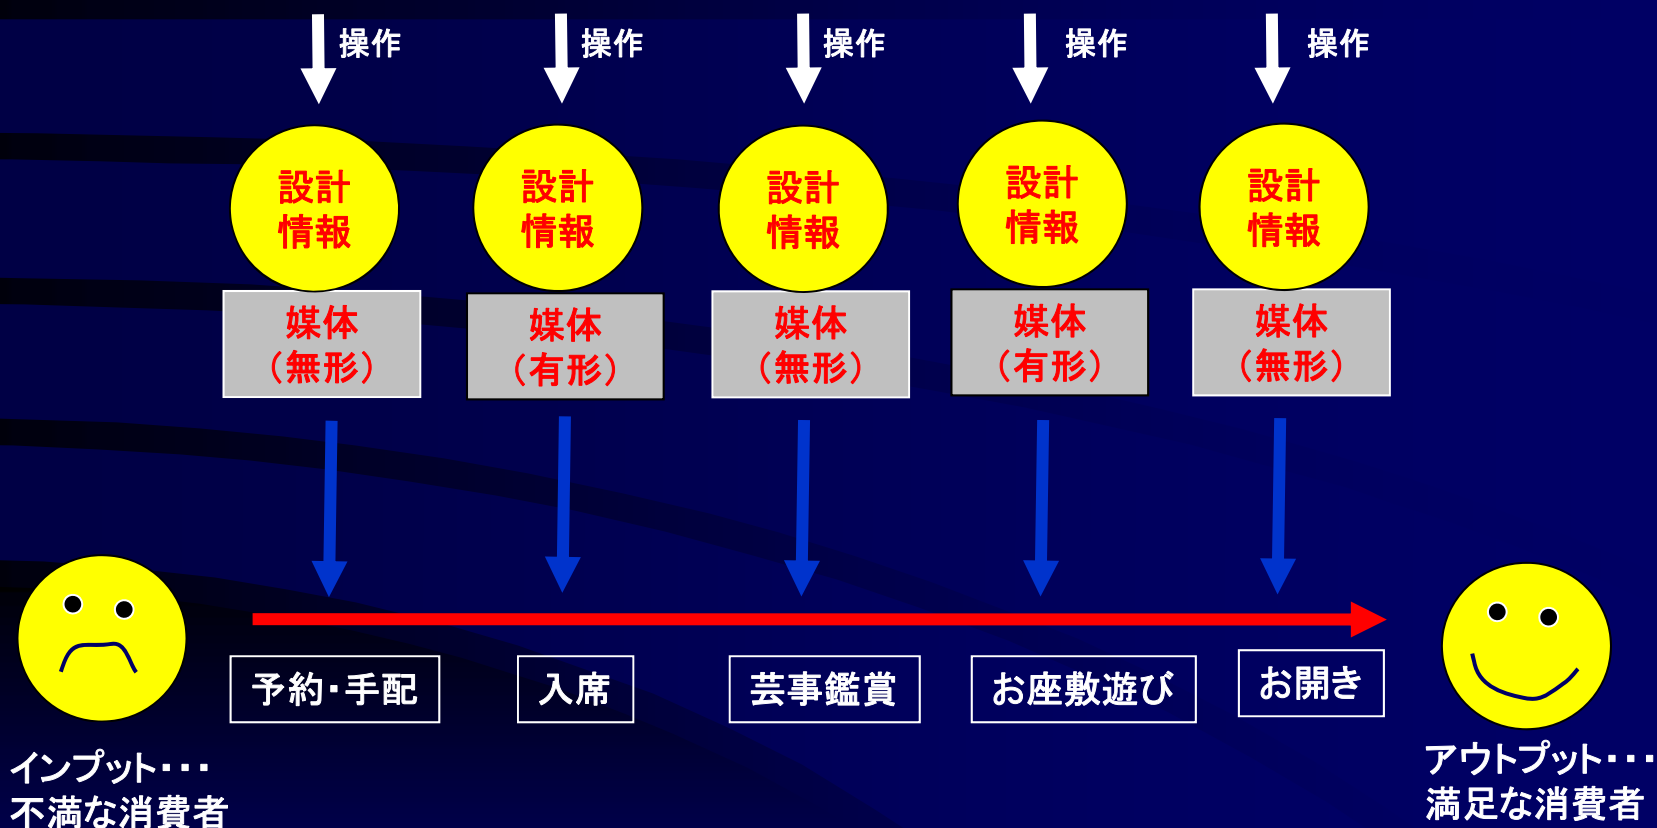 操作 操作 操作 操作 操作
設計 設計 設計 設計 設計
情報 情報 情報 情報 情報
媒体 媒体 媒体 媒体 媒体
（無形） （有形） （無形） （有形） （無形）
予約・手配 入席 芸事鑑賞 お座敷遊び お開き
インプット・・・ アウトプット・・・
不満な消費者 満足な消費者